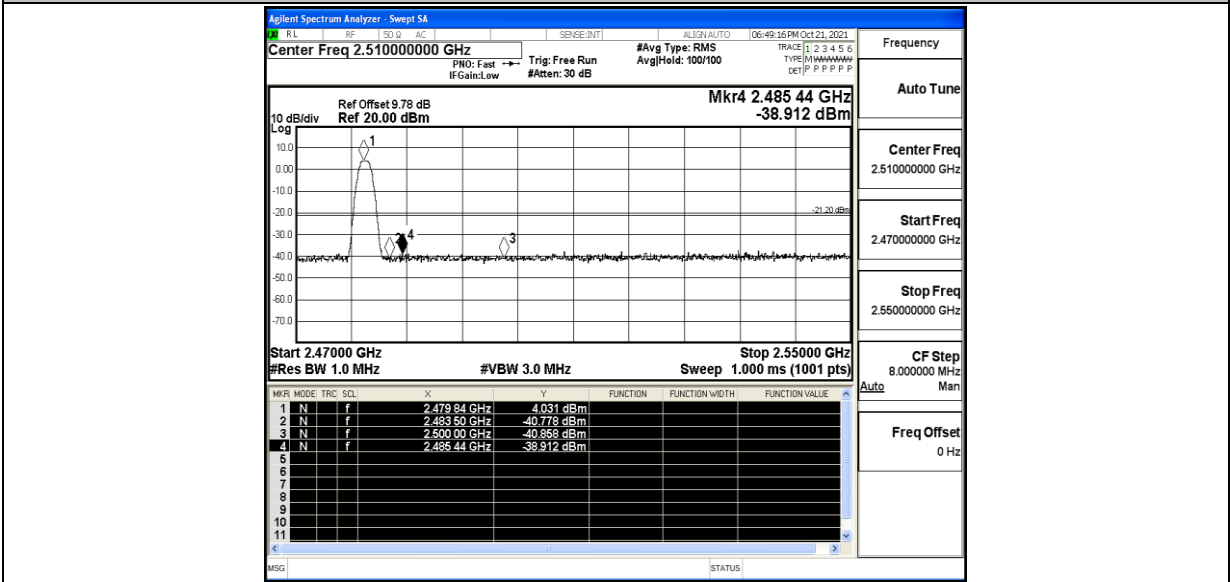 Agilent Spectrum Analyzer - Swept SA
RL RF 50 Ω AC SENSE:INT ALIGN AUTO 06:49:16 PM Oct 21, 2021
Center Freq 2.510000000 GHz
PNO: Fast
IFGain:Low
Trig: Free Run
#Atten: 30 dB
#Avg Type: RMS
Avg|Hold: 100/100
TRACE 1 2 3 4 5 6
TYPE M WWWWW
DET P P P P P P
Ref Offset 9.78 dB
Ref 20.00 dBm
10 dB/div
Log
Mkr4 2.485 44 GHz
-38.912 dBm
10.0
0.00
-10.0
-20.0
-30.0
-40.0
-50.0
-60.0
-70.0
1
4
3
-21.20 dBm
Start 2.47000 GHz
Stop 2.55000 GHz
#Res BW 1.0 MHz
#VBW 3.0 MHz
Sweep 1.000 ms (1001 pts)
MKR MODE TRC SCL X Y FUNCTION FUNCTION WIDTH FUNCTION VALUE
1 N f 2.479 84 GHz 4.031 dBm
2 N f 2.483 50 GHz -40.778 dBm
3 N f 2.500 00 GHz -40.858 dBm
4 N f 2.485 44 GHz -38.912 dBm
5
6
7
8
9
10
11
MSG
STATUS
Frequency
Auto Tune
Center Freq
2.510000000 GHz
Start Freq
2.470000000 GHz
Stop Freq
2.550000000 GHz
CF Step
8.000000 MHz
Auto Man
Freq Offset
0 Hz